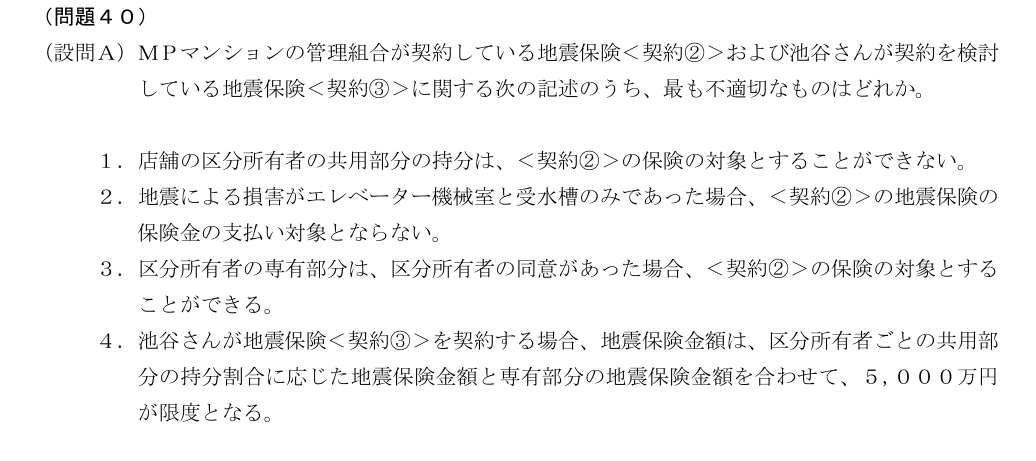 （問題４０）
（設問Ａ）ＭＰマンションの管理組合が契約している地震保険＜契約②＞および池谷さんが契約を検討
している地震保険＜契約③＞に関する次の記述のうち、最も不適切なものはどれか。
１．店舗の区分所有者の共用部分の持分は、＜契約②＞の保険の対象とすることができない。
２．地震による損害がエレベーター機械室と受水槽のみであった場合、＜契約②＞の地震保険の
保険金の支払い対象とならない。
３．区分所有者の専有部分は、区分所有者の同意があった場合、＜契約②＞の保険の対象とする
ことができる。
４．池谷さんが地震保険＜契約③＞を契約する場合、地震保険金額は、区分所有者ごとの共用部
分の持分割合に応じた地震保険金額と専有部分の地震保険金額を合わせて、５，０００万円
が限度となる。